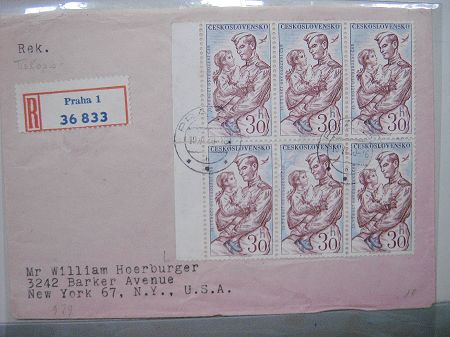 Rek.
R
Praha 1
36 833
ČESKOSLOVENSKO
ČESKOSLOVENSKO
ČESKOSLOVENSKO
30 h
30 h
30 h
ČESKOSLOVENSKO
ČESKOSLOVENSKO
ČESKOSLOVENSKO
30 h
30 h
30 h
Mr William Hoerburger
3242 Barker Avenue
New York 67, N.Y., U.S.A.